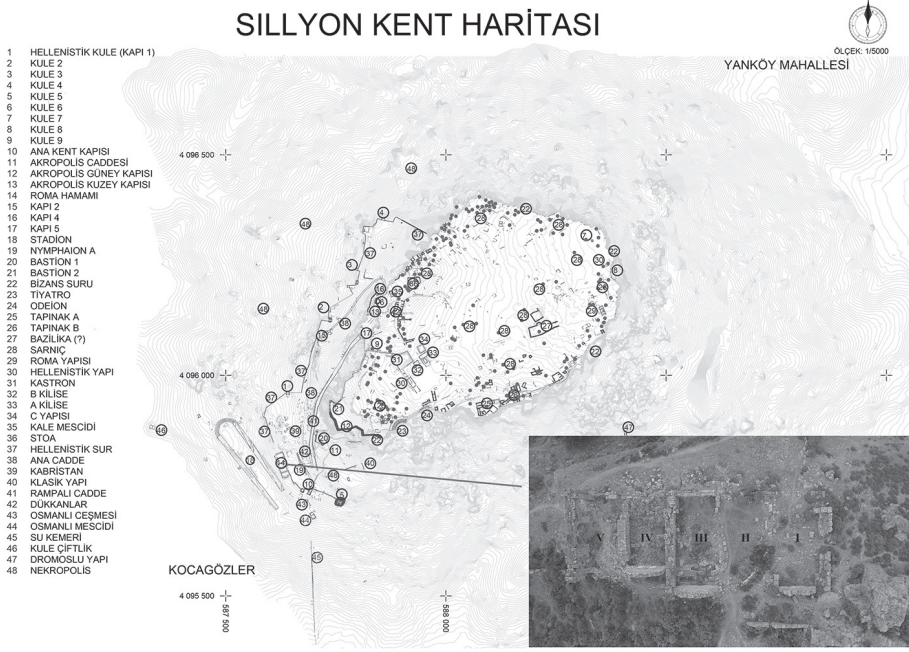 SILLYON KENT HARİTASI
ÖLÇEK: 1/5000
YANKÖY MAHALLESİ
1 HELLENİSTİK KULE (KAPI 1)
2 KULE 2
3 KULE 3
4 KULE 4
5 KULE 5
6 KULE 6
7 KULE 7
8 KULE 8
9 KULE 9
10 ANA KENT KAPISI
11 AKROPOLİS CADDESİ
12 AKROPOLİS GÜNEY KAPISI
13 AKROPOLİS KUZEY KAPISI
14 ROMA HAMAMI
15 KAPI 2
16 KAPI 4
17 KAPI 5
18 STADİON
19 NYMPHAION A
20 BASTİON 1
21 BASTİON 2
22 BİZANS SURU
23 TİYATRO
24 ODEİON
25 TAPINAK A
26 TAPINAK B
27 BAZİLİKA (?)
28 SARNIÇ
29 ROMA YAPISI
30 HELLENİSTİK YAPI
31 KASTRON
32 B KİLİSE
33 A KİLİSE
34 C YAPISI
35 KALE MESCİDİ
36 STOA
37 HELLENİSTİK SUR
38 ANA CADDE
39 KABRİSTAN
40 KLASİK YAPI
41 RAMPALI CADDE
42 DÜKKANLAR
43 OSMANLI ÇEŞMESİ
44 OSMANLI MESCİDİ
45 SU KEMERİ
46 KULE ÇİFTLİK
47 DROMOSLU YAPI
48 NEKROPOLİS
4 096 500
4 096 000
4 095 500
587 500
588 000
KOCAGÖZLER
V IV III II I